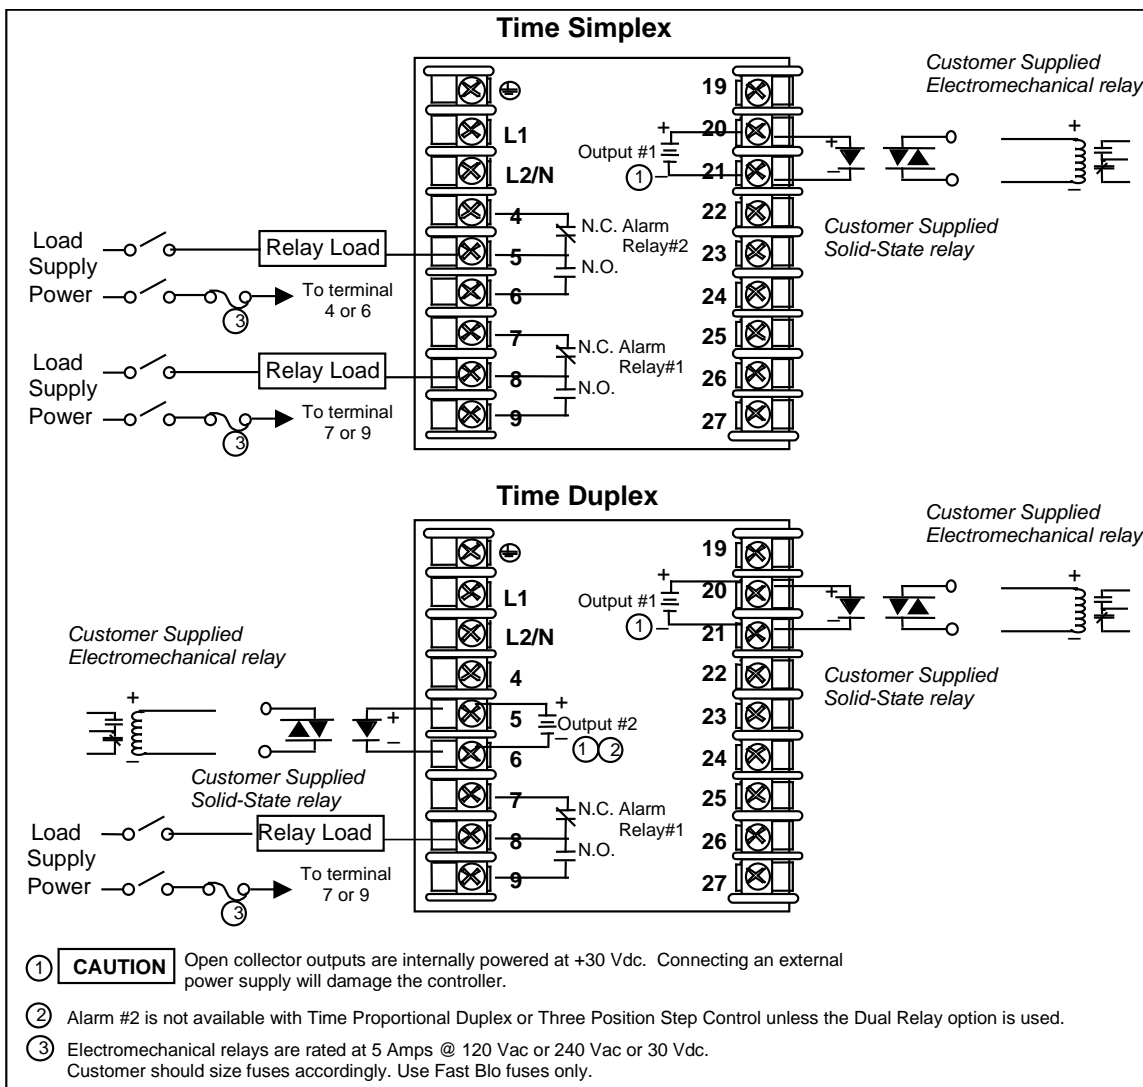 Time Simplex
Customer Supplied
Electromechanical relay
19
L1
20
+
Output #1
+
+
L2/N
21
1
–
–
–
4
N.C. Alarm
Relay#2
22
Customer Supplied
Solid-State relay
Load
Supply
Power
Relay Load
5
N.O.
23
To terminal
4 or 6
3
6
24
7
N.C. Alarm
Relay#1
25
Load
Supply
Power
Relay Load
8
N.O.
26
To terminal
7 or 9
3
9
27
Time Duplex
Customer Supplied
Electromechanical relay
19
L1
20
+
Output #1
+
+
L2/N
21
1
–
–
–
Customer Supplied
Electromechanical relay
4
22
Customer Supplied
Solid-State relay
+
+
5
+
Output #2
23
–
–
6
–
1
2
24
Customer Supplied
Solid-State relay
7
N.C. Alarm
Relay#1
25
Load
Supply
Power
Relay Load
8
N.O.
26
To terminal
7 or 9
3
9
27
1 CAUTION Open collector outputs are internally powered at +30 Vdc. Connecting an external
power supply will damage the controller.
2 Alarm #2 is not available with Time Proportional Duplex or Three Position Step Control unless the Dual Relay option is used.
3 Electromechanical relays are rated at 5 Amps @ 120 Vac or 240 Vac or 30 Vdc.
Customer should size fuses accordingly. Use Fast Blo fuses only.